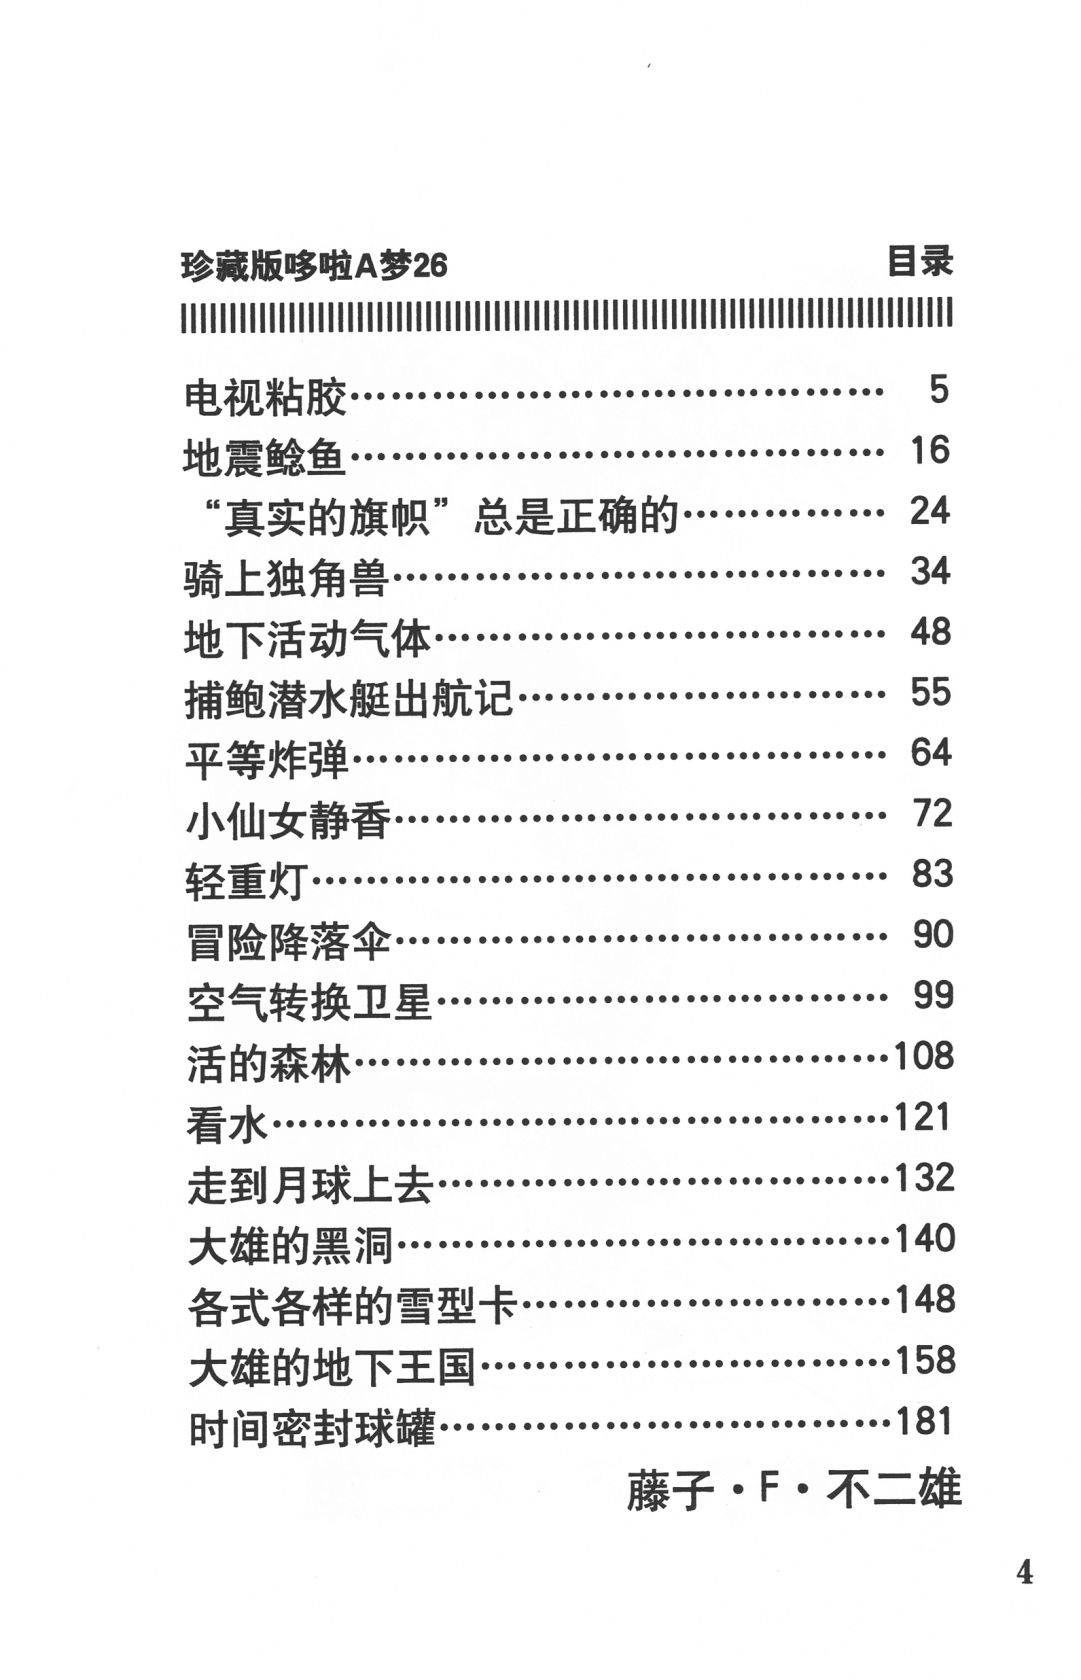 珍藏版哆啦A梦26 目录
电视粘胶…………………………………… 5
地震鲶鱼…………………………………… 16
“真实的旗帜”总是正确的…………… 24
骑上独角兽………………………………… 34
地下活动气体……………………………… 48
捕鲍潜水艇出航记………………………… 55
平等炸弹…………………………………… 64
小仙女静香………………………………… 72
轻重灯……………………………………… 83
冒险降落伞………………………………… 90
空气转换卫星……………………………… 99
活的森林……………………………………108
看水…………………………………………121
走到月球上去………………………………132
大雄的黑洞…………………………………140
各式各样的雪型卡…………………………148
大雄的地下王国……………………………158
时间密封球罐………………………………181
藤子·F·不二雄
4